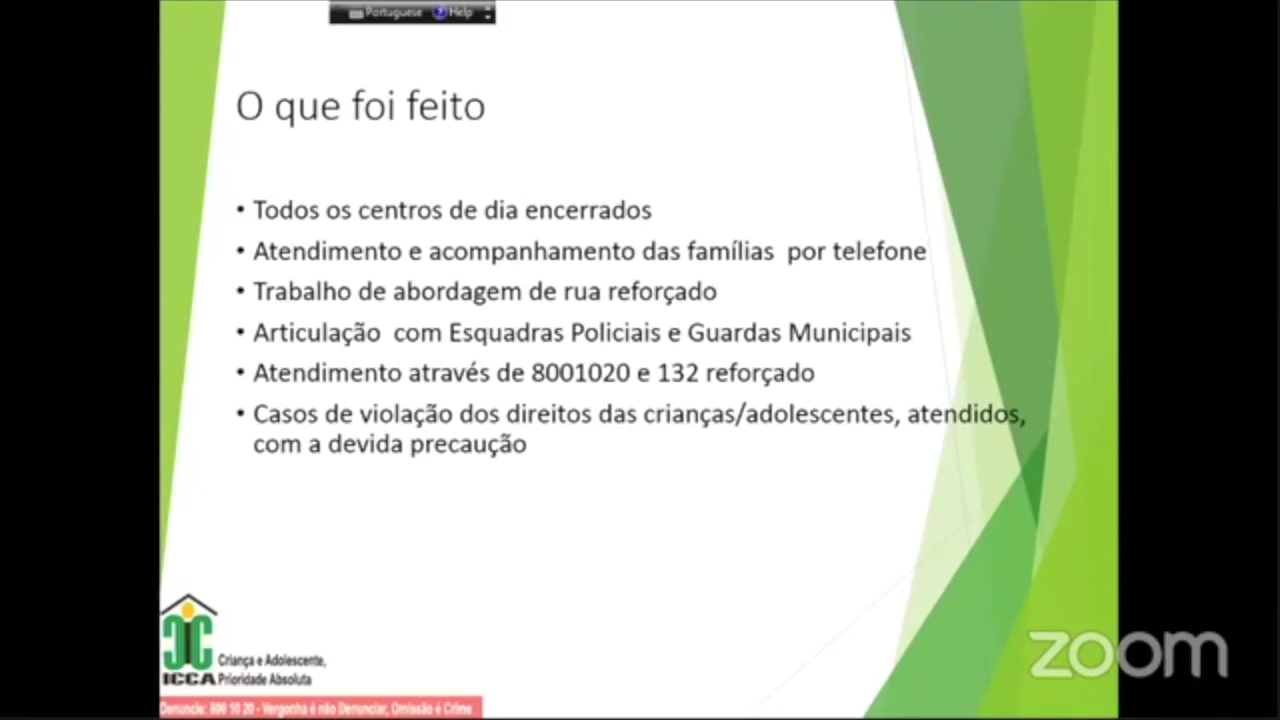 Portuguese Help
O que foi feito
• Todos os centros de dia encerrados
• Atendimento e acompanhamento das famílias por telefone
• Trabalho de abordagem de rua reforçado
• Articulação com Esquadras Policiais e Guardas Municipais
• Atendimento através de 8001020 e 132 reforçado
• Casos de violação dos direitos das crianças/adolescentes, atendidos,
com a devida precaução
Criança e Adolescente,
ICCA Prioridade Absoluta
Denuncie: 800 10 20 - Vergonha é não Denunciar, Omissão é Crime
zoom